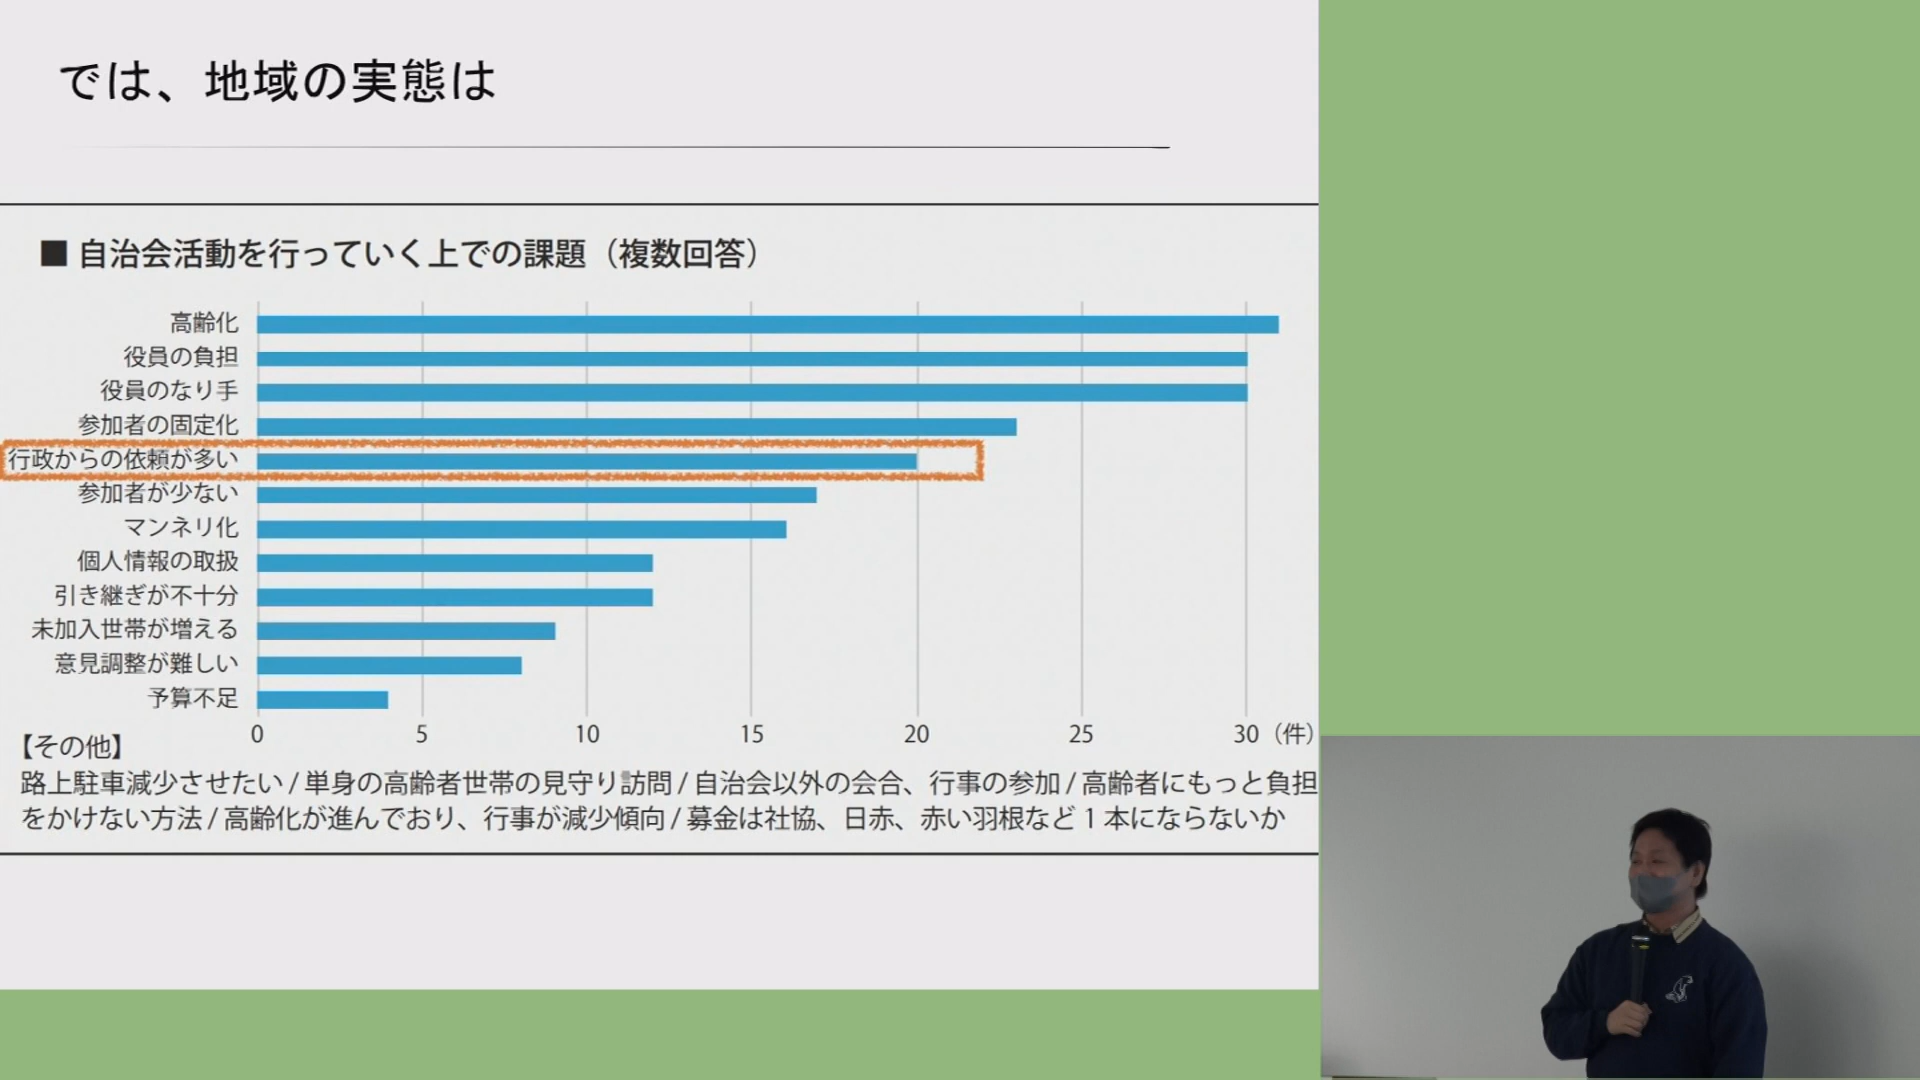 では、地域の実態は
■ 自治会活動を行っていく上での課題（複数回答）
高齢化
役員の負担
役員のなり手
参加者の固定化
行政からの依頼が多い
参加者が少ない
マンネリ化
個人情報の取扱
引き継ぎが不十分
未加入世帯が増える
意見調整が難しい
予算不足
0 5 10 15 20 25 30（件）
【その他】
路上駐車減少させたい / 単身の高齢者世帯の見守り訪問 / 自治会以外の会合、行事の参加 / 高齢者にもっと負担
をかけない方法 / 高齢化が進んでおり、行事が減少傾向 / 募金は社協、日赤、赤い羽根など 1 本にならないか